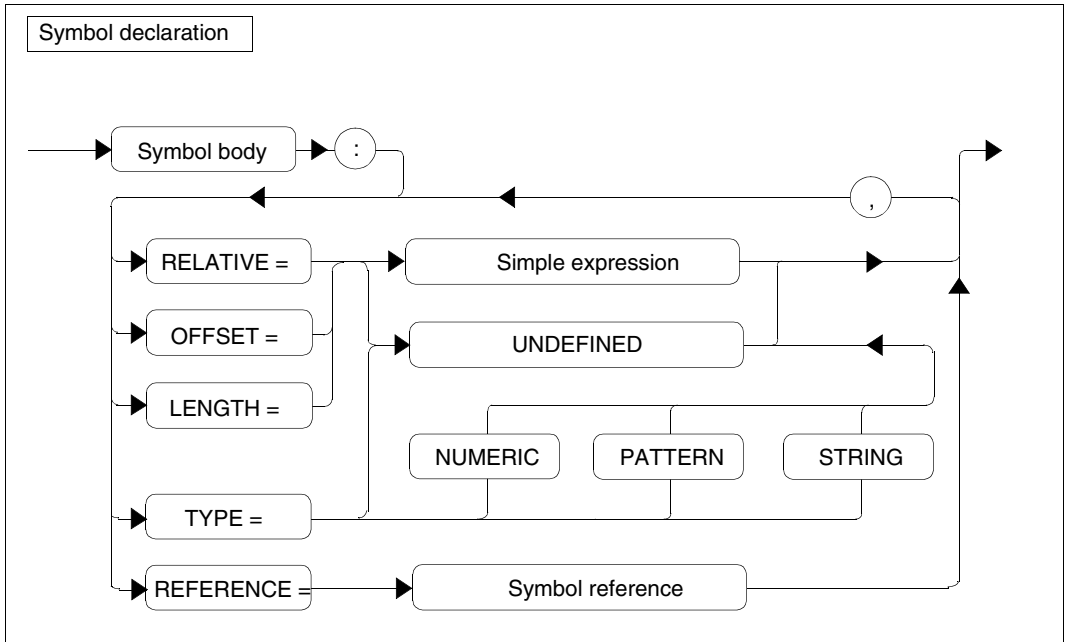 Symbol declaration
Symbol body :
,
RELATIVE = Simple expression
OFFSET = UNDEFINED
LENGTH =
NUMERIC PATTERN STRING
TYPE =
REFERENCE= Symbol reference